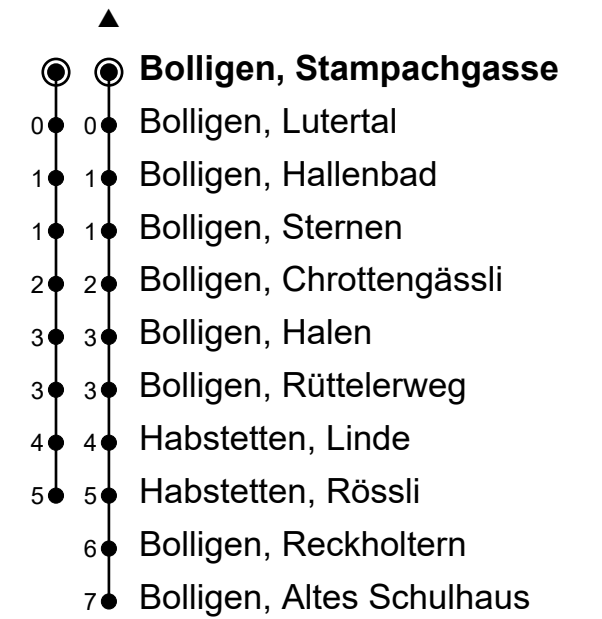 Bolligen, Stampachgasse
0 0 Bolligen, Lutertal
1 1 Bolligen, Hallenbad
1 1 Bolligen, Sternen
2 2 Bolligen, Chrottengässli
3 3 Bolligen, Halen
3 3 Bolligen, Rüttelerweg
4 4 Habstetten, Linde
5 5 Habstetten, Rössli
6 Bolligen, Reckholtern
7 Bolligen, Altes Schulhaus